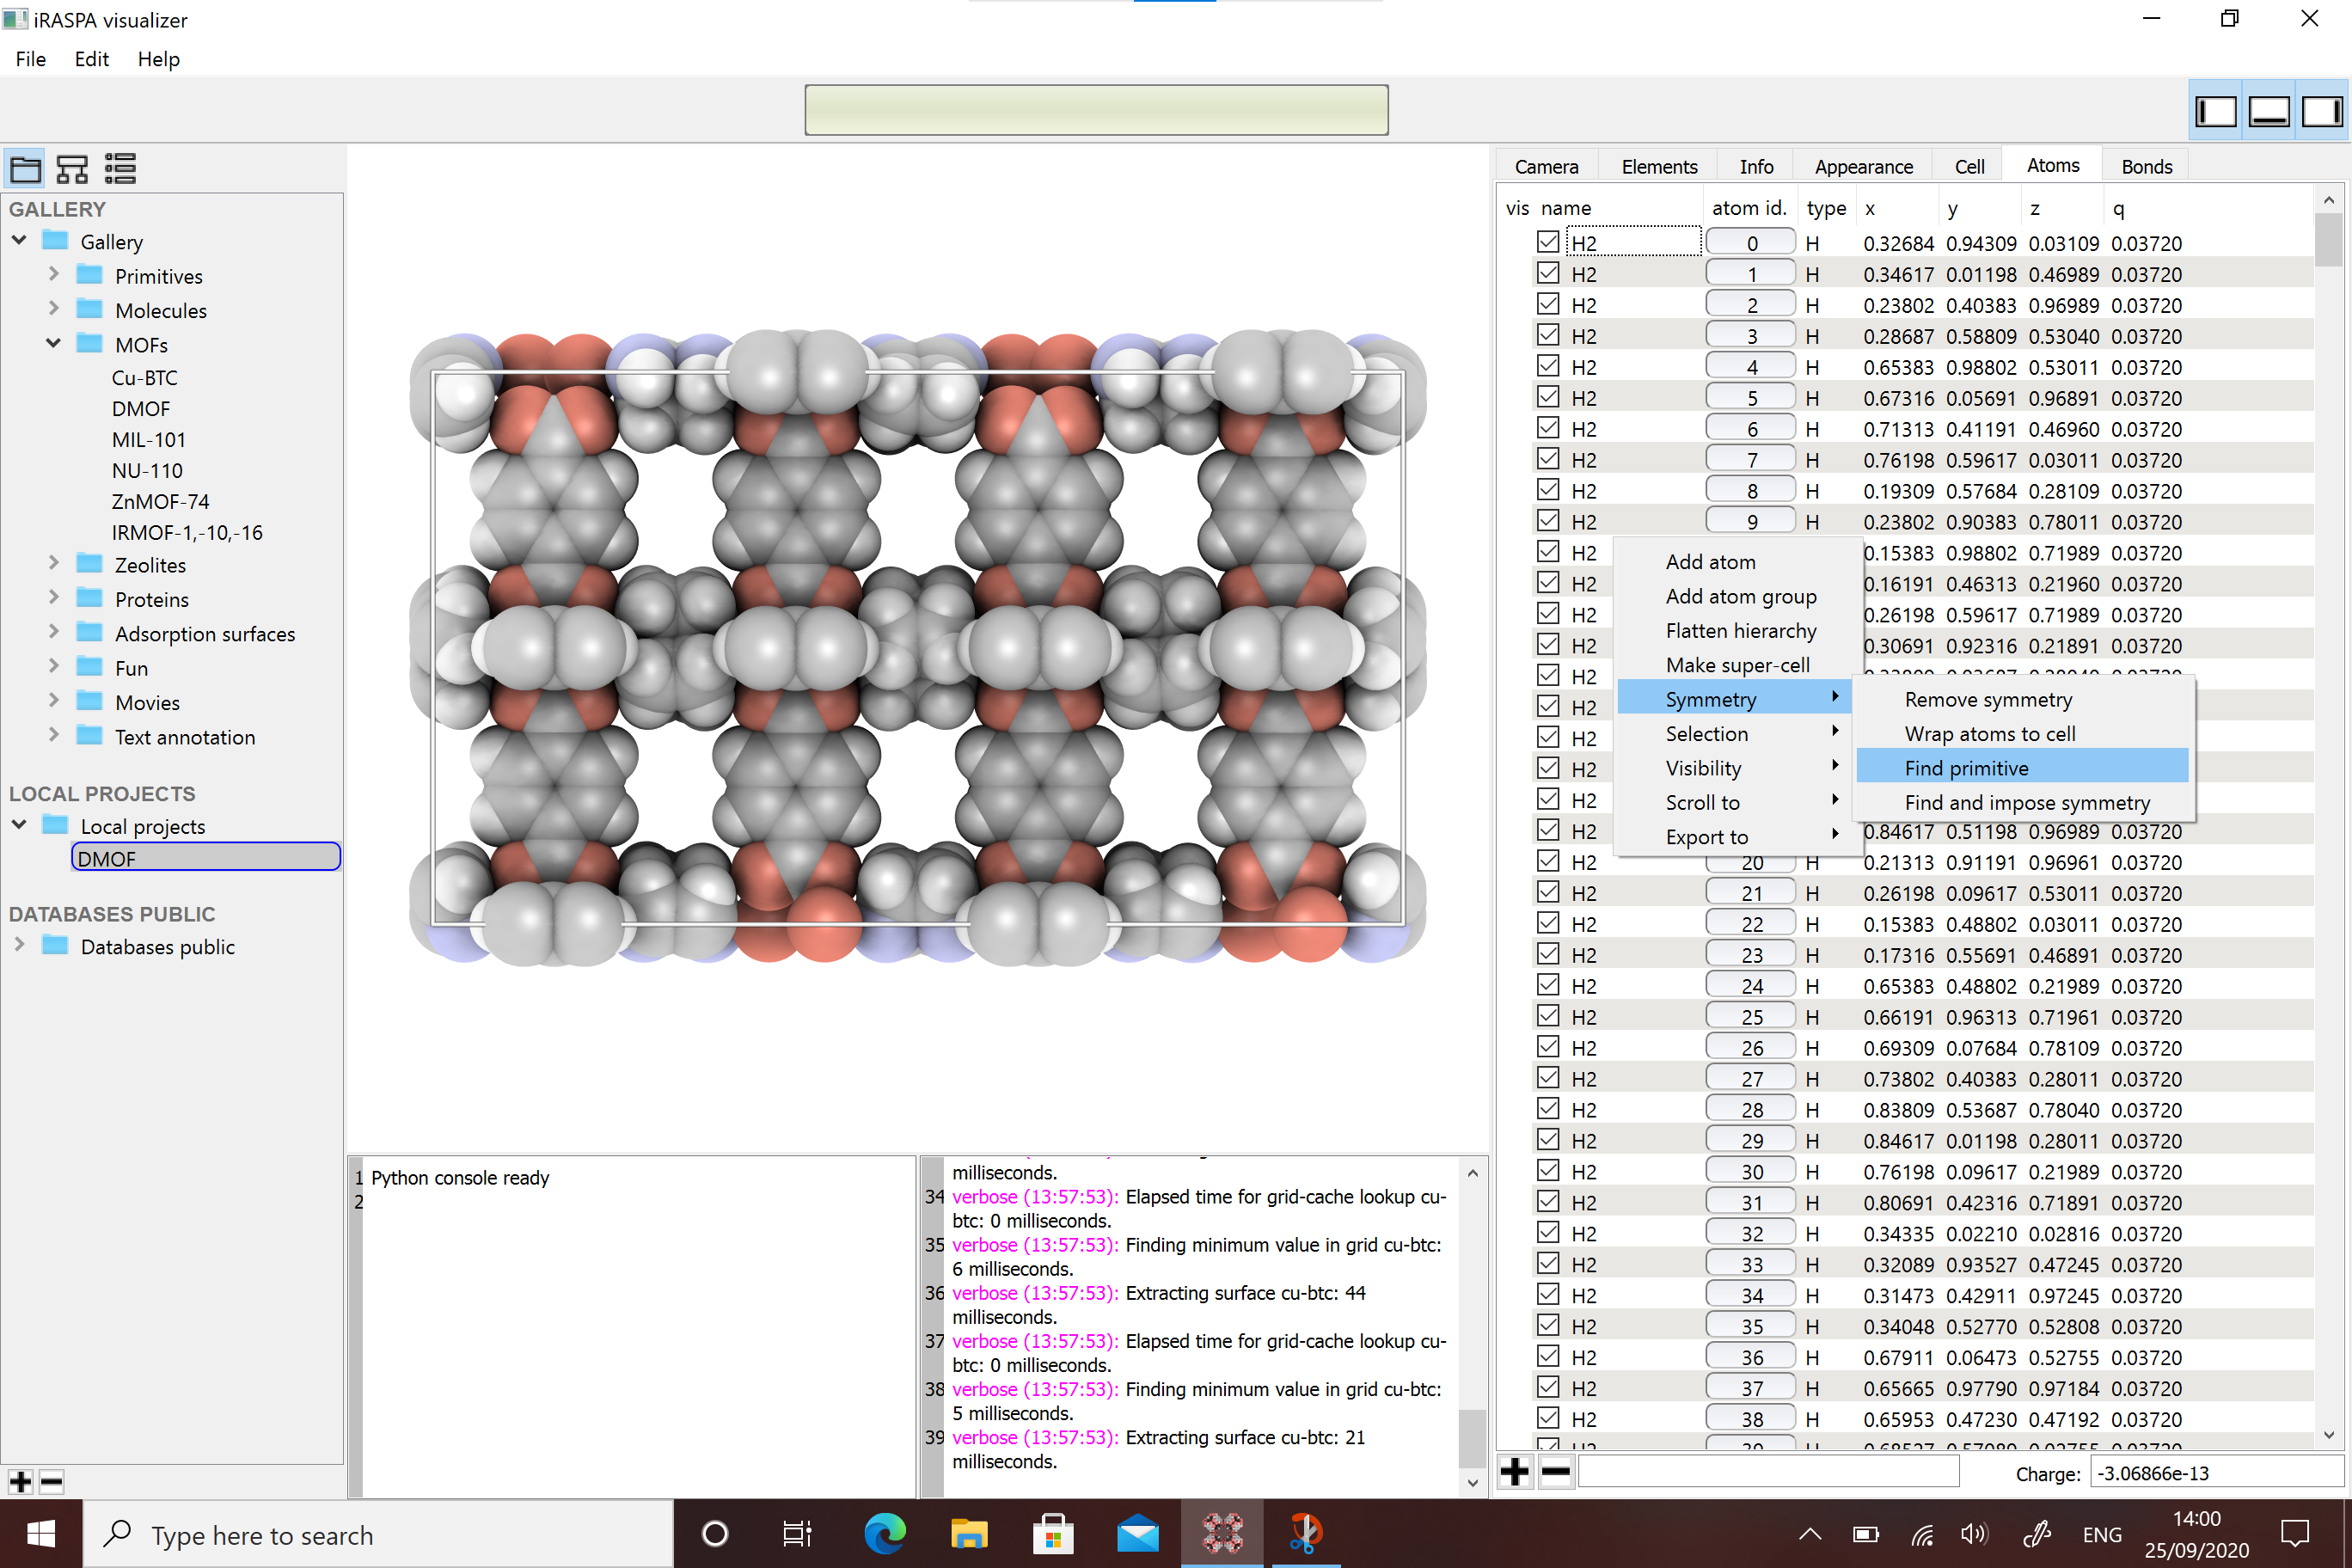 iRASPA visualizer
File Edit Help
GALLERY
Gallery
Primitives
Molecules
MOFs
Cu-BTC
DMOF
MIL-101
NU-110
ZnMOF-74
IRMOF-1,-10,-16
Zeolites
Proteins
Adsorption surfaces
Fun
Movies
Text annotation
LOCAL PROJECTS
Local projects
DMOF
DATABASES PUBLIC
Databases public
1 Python console ready
2
milliseconds.
34 verbose (13:57:53): Elapsed time for grid-cache lookup cu-
btc: 0 milliseconds.
35 verbose (13:57:53): Finding minimum value in grid cu-btc:
6 milliseconds.
36 verbose (13:57:53): Extracting surface cu-btc: 44
milliseconds.
37 verbose (13:57:53): Elapsed time for grid-cache lookup cu-
btc: 0 milliseconds.
38 verbose (13:57:53): Finding minimum value in grid cu-btc:
5 milliseconds.
39 verbose (13:57:53): Extracting surface cu-btc: 21
milliseconds.
Camera Elements Info Appearance Cell Atoms Bonds
vis name atom id. type x y z q
H2 0 H 0.32684 0.94309 0.03109 0.03720
H2 1 H 0.34617 0.01198 0.46989 0.03720
H2 2 H 0.23802 0.40383 0.96989 0.03720
H2 3 H 0.28687 0.58809 0.53040 0.03720
H2 4 H 0.65383 0.98802 0.53011 0.03720
H2 5 H 0.67316 0.05691 0.96891 0.03720
H2 6 H 0.71313 0.41191 0.46960 0.03720
H2 7 H 0.76198 0.59617 0.03011 0.03720
H2 8 H 0.19309 0.57684 0.28109 0.03720
H2 9 H 0.23802 0.90383 0.78011 0.03720
H2 0.15383 0.98802 0.71989 0.03720
H2 0.16191 0.46313 0.21960 0.03720
H2 0.26198 0.59617 0.71989 0.03720
H2 0.30691 0.92316 0.21891 0.03720
H2
H2
H2
H2
H2
H2 0.84617 0.51198 0.96989 0.03720
H2 20 H 0.21313 0.91191 0.96961 0.03720
H2 21 H 0.26198 0.09617 0.53011 0.03720
H2 22 H 0.15383 0.48802 0.03011 0.03720
H2 23 H 0.17316 0.55691 0.46891 0.03720
H2 24 H 0.65383 0.48802 0.21989 0.03720
H2 25 H 0.66191 0.96313 0.71961 0.03720
H2 26 H 0.69309 0.07684 0.78109 0.03720
H2 27 H 0.73802 0.40383 0.28011 0.03720
H2 28 H 0.83809 0.53687 0.78040 0.03720
H2 29 H 0.84617 0.01198 0.28011 0.03720
H2 30 H 0.76198 0.09617 0.21989 0.03720
H2 31 H 0.80691 0.42316 0.71891 0.03720
H2 32 H 0.34335 0.02210 0.02816 0.03720
H2 33 H 0.32089 0.93527 0.47245 0.03720
H2 34 H 0.31473 0.42911 0.97245 0.03720
H2 35 H 0.34048 0.52770 0.52808 0.03720
H2 36 H 0.67911 0.06473 0.52755 0.03720
H2 37 H 0.65665 0.97790 0.97184 0.03720
H2 38 H 0.65953 0.47230 0.47192 0.03720
Add atom
Add atom group
Flatten hierarchy
Make super-cell
Symmetry
Selection
Visibility
Scroll to
Export to
Remove symmetry
Wrap atoms to cell
Find primitive
Find and impose symmetry
Charge: -3.06866e-13
Type here to search
ENG
14:00
25/09/2020